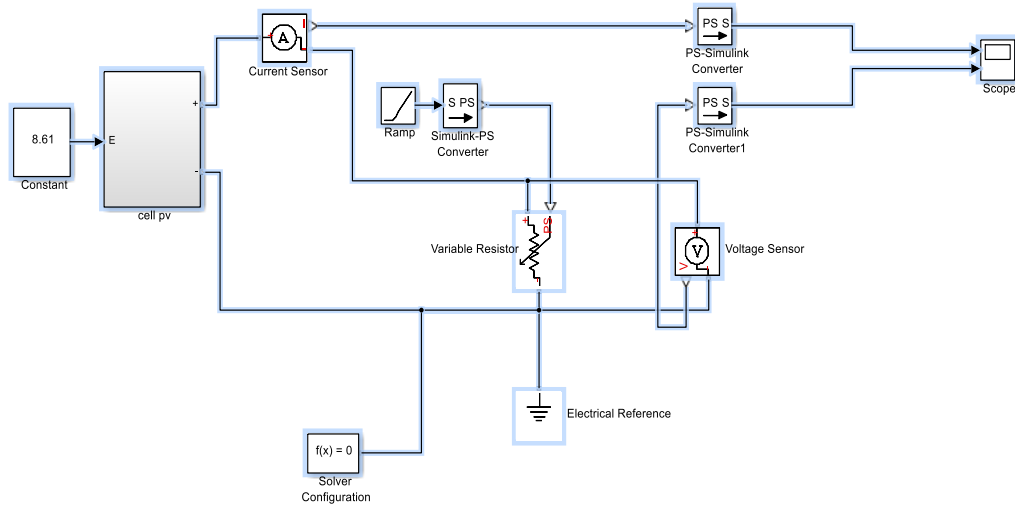 A
I
Current Sensor
PS S
PS-Simulink
Converter
Scope
8.61
Constant
E
+
-
cell pv
Ramp
S PS
Simulink-PS
Converter
PS S
PS-Simulink
Converter1
+
PS
-
Variable Resistor
+
V
V
-
Voltage Sensor
Electrical Reference
f(x) = 0
Solver
Configuration